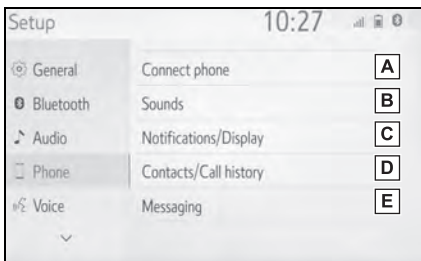 Setup 10:27
General Connect phone A
Bluetooth Sounds B
Audio Notifications/Display C
Phone Contacts/Call history D
Voice Messaging E